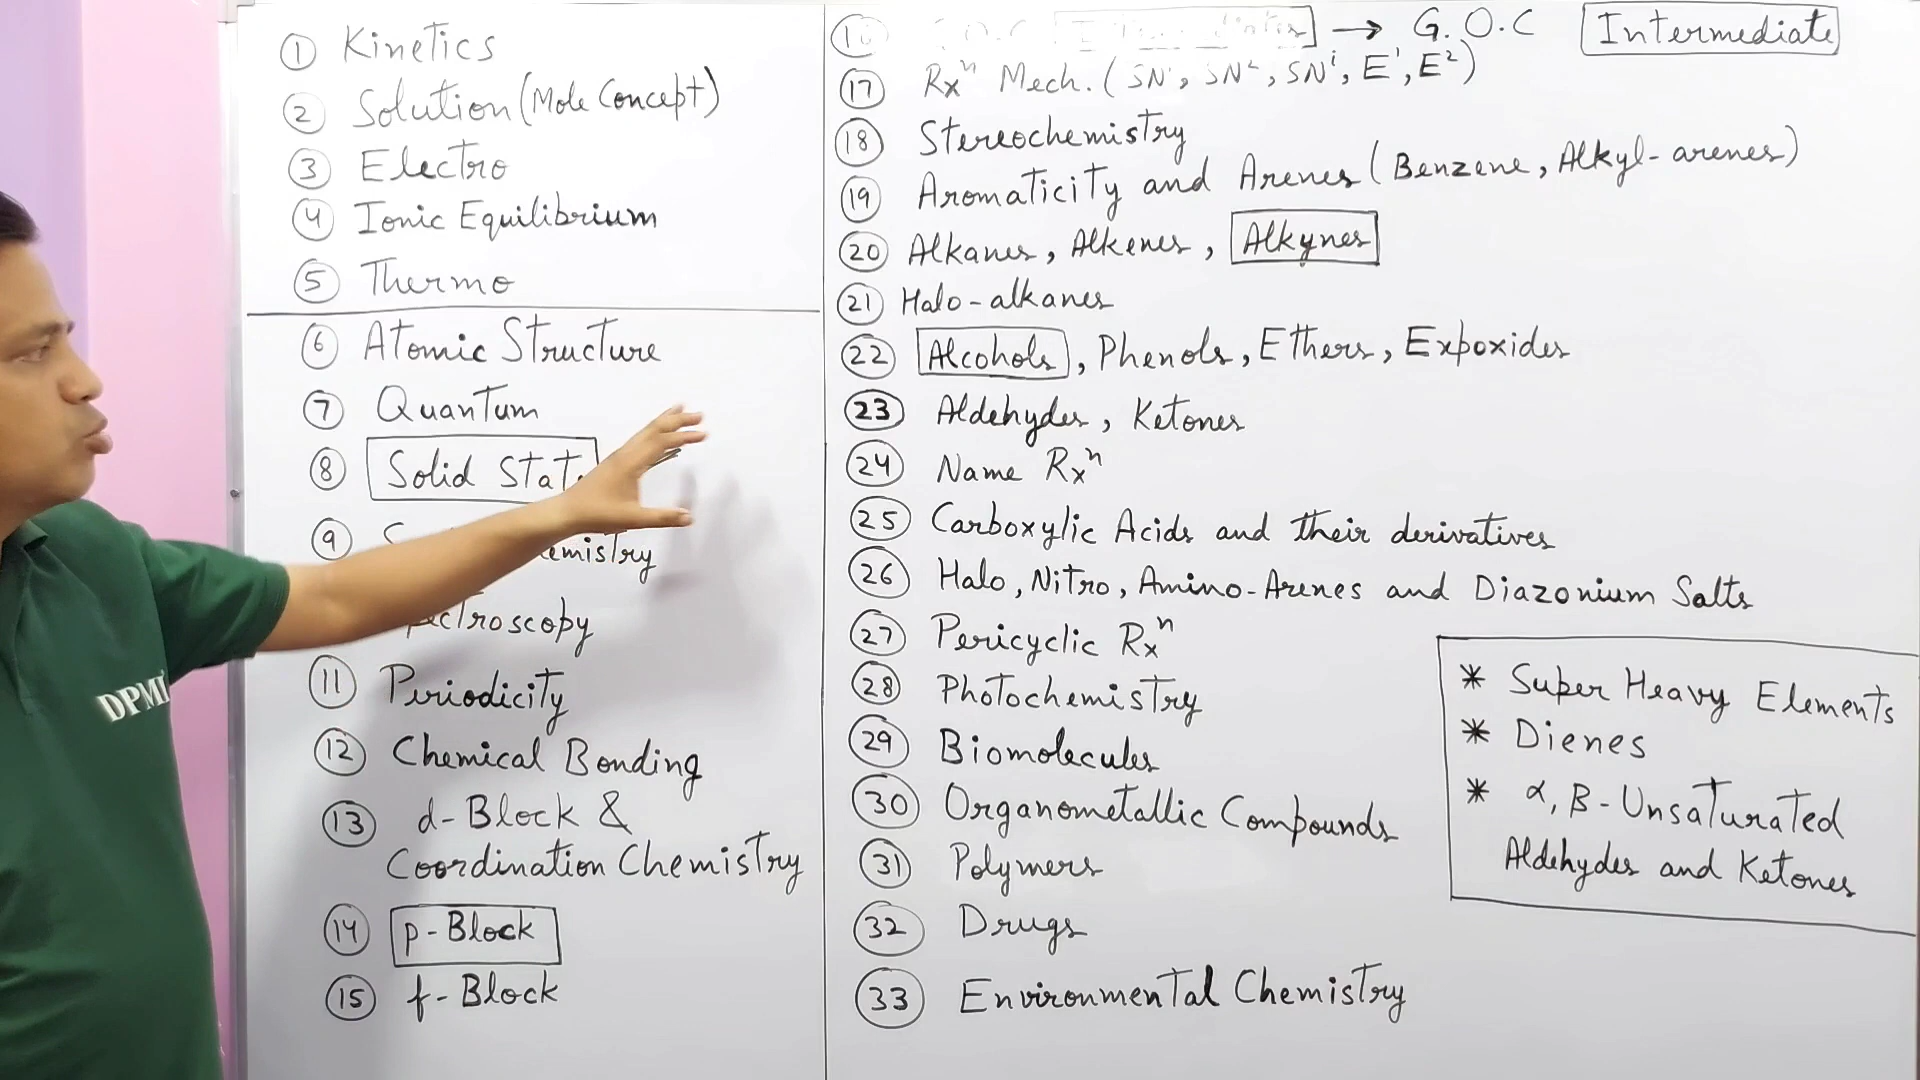 ① Kinetics
② Solution (Mole Concept)
③ Electro
④ Ionic Equilibrium
⑤ Thermo
⑥ Atomic Structure
⑦ Quantum
⑧ Solid Stat
⑨ emistry
ectroscopy
⑪ Periodicity
⑫ Chemical Bonding
⑬ d-Block &
Coordination Chemistry
⑭ p-Block
⑮ f-Block
→ G.O.C Intermediate
⑰ Rxⁿ Mech. (SN¹, SN², SNⁱ, E¹, E²)
⑱ Stereochemistry
⑲ Aromaticity and Arenes (Benzene, Alkyl-arenes)
⑳ Alkanes, Alkenes, Alkynes
㉑ Halo-alkanes
㉒ Alcohols, Phenols, Ethers, Expoxides
㉓ Aldehydes, Ketones
㉔ Name Rxⁿ
㉕ Carboxylic Acids and their derivatives
㉖ Halo, Nitro, Amino-Arenes and Diazonium Salts
㉗ Pericyclic Rxⁿ
㉘ Photochemistry
㉙ Biomolecules
㉚ Organometallic Compounds
㉛ Polymers
㉜ Drugs
㉝ Environmental Chemistry
* Super Heavy Elements
* Dienes
* α, β-Unsaturated
Aldehydes and Ketones
DPMI